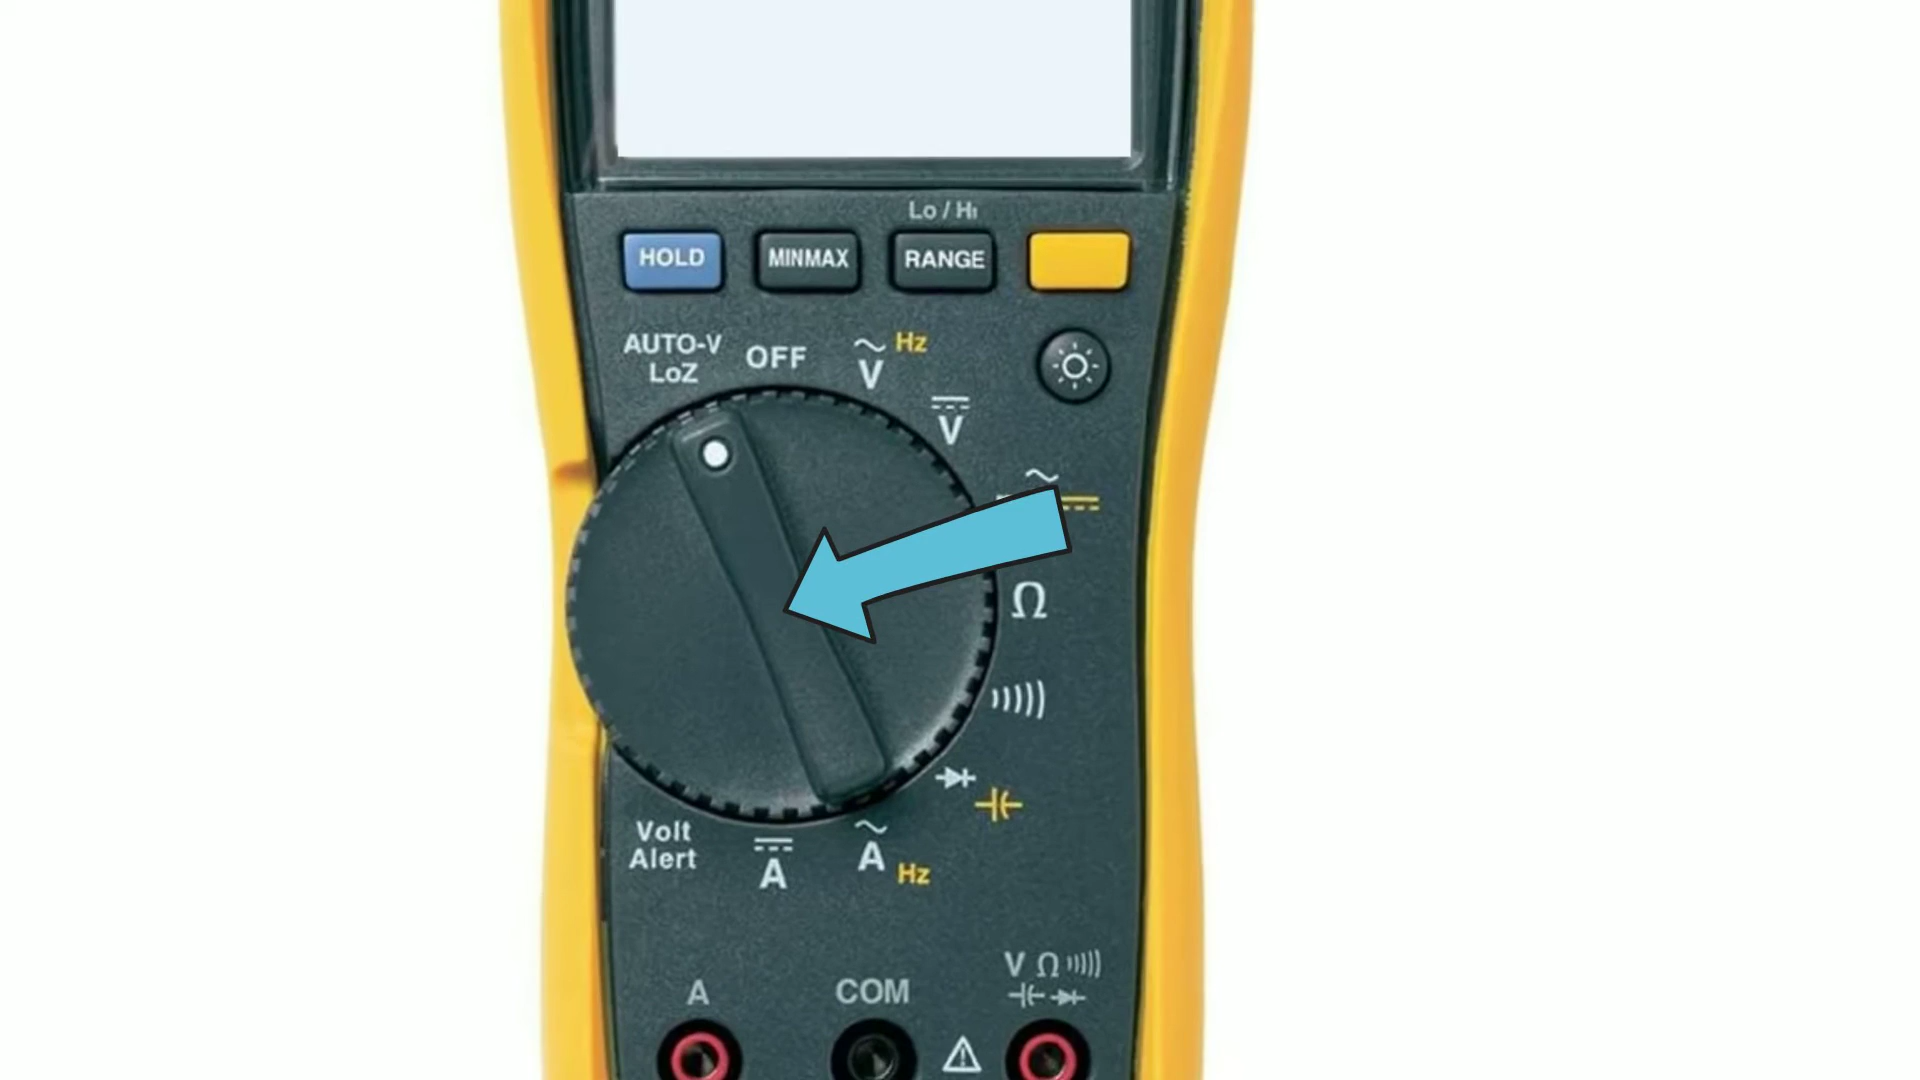 Lo / Hi
HOLD
MINMAX
RANGE
AUTO-V
LoZ
OFF
V
Hz
V
Ω
Volt
Alert
A
A
Hz
A
COM
V Ω